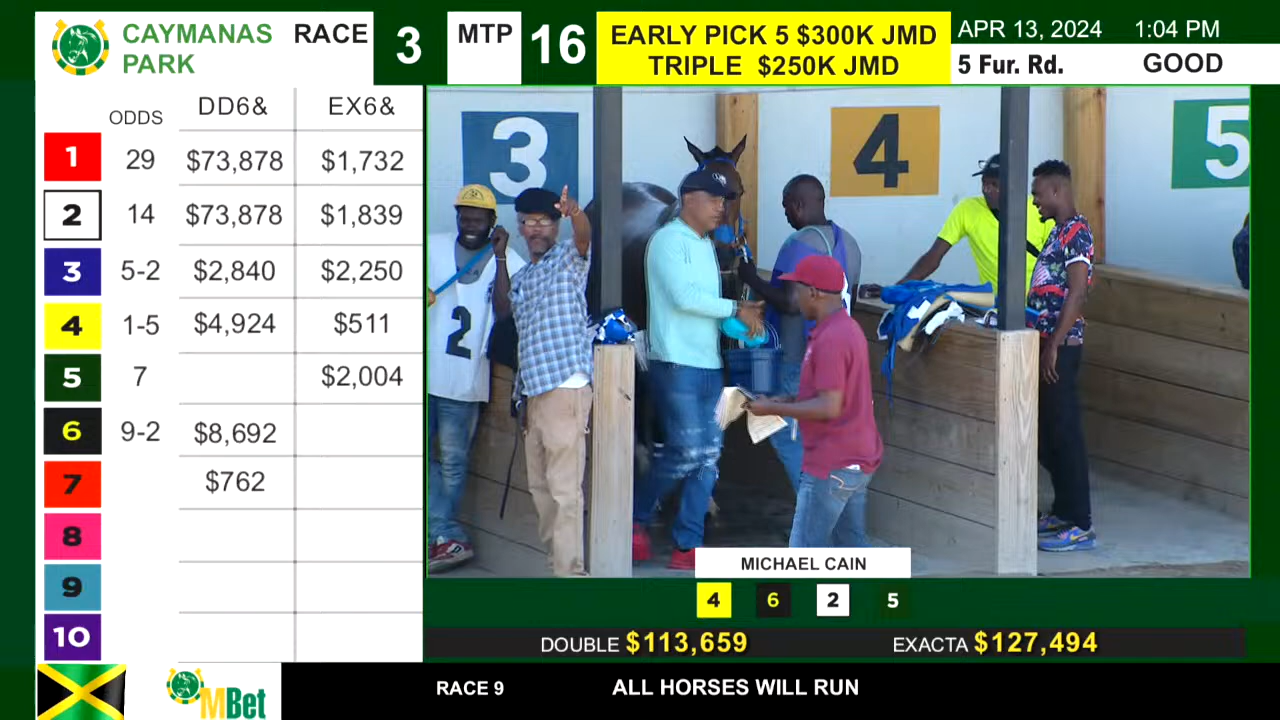 CAYMANAS PARK
RACE 3
MTP 16
EARLY PICK 5 $300K JMD
TRIPLE $250K JMD
APR 13, 2024 1:04 PM
5 Fur. Rd. GOOD
ODDS DD6& EX6&
1 29 $73,878 $1,732
2 14 $73,878 $1,839
3 5-2 $2,840 $2,250
4 1-5 $4,924 $511
5 7 $2,004
6 9-2 $8,692
7 $762
8
9
10
3
4
5
2
MICHAEL CAIN
4 6 2 5
DOUBLE $113,659 EXACTA $127,494
MBet
RACE 9 ALL HORSES WILL RUN